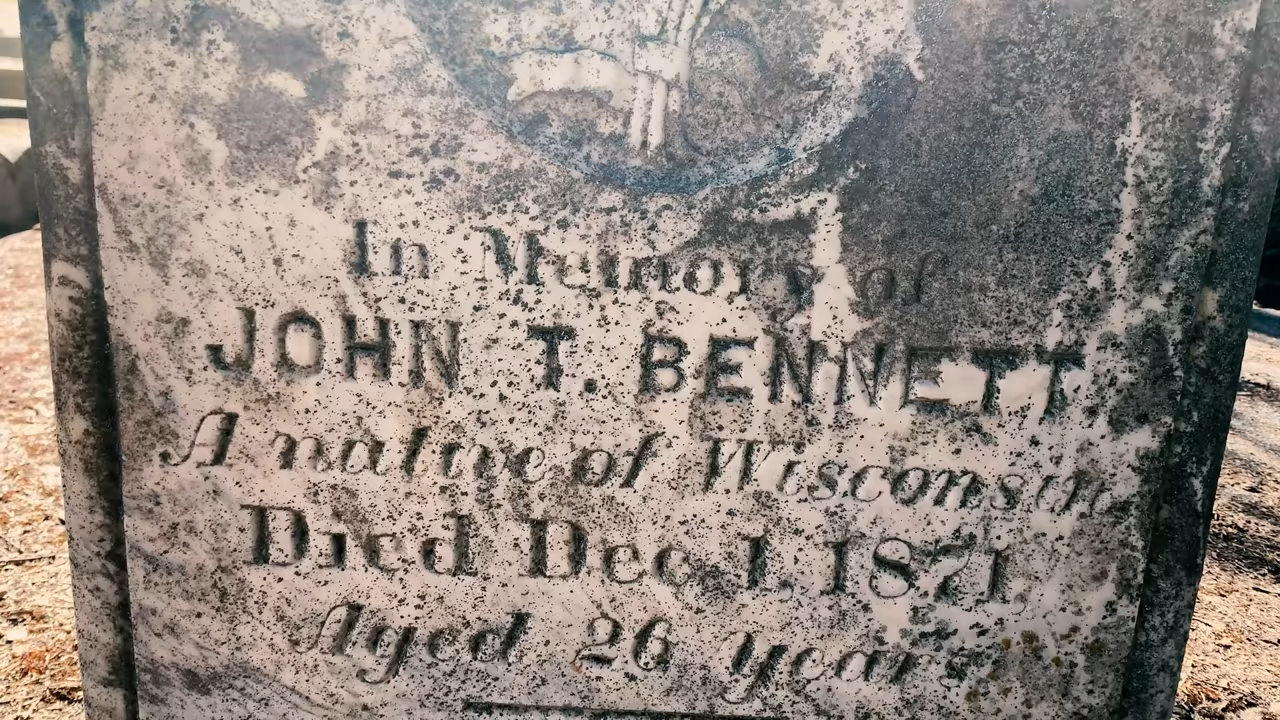 In Memory of
JOHN T. BENNETT
A native of Wisconsin
Died Dec 1, 1871,
Aged 26 years